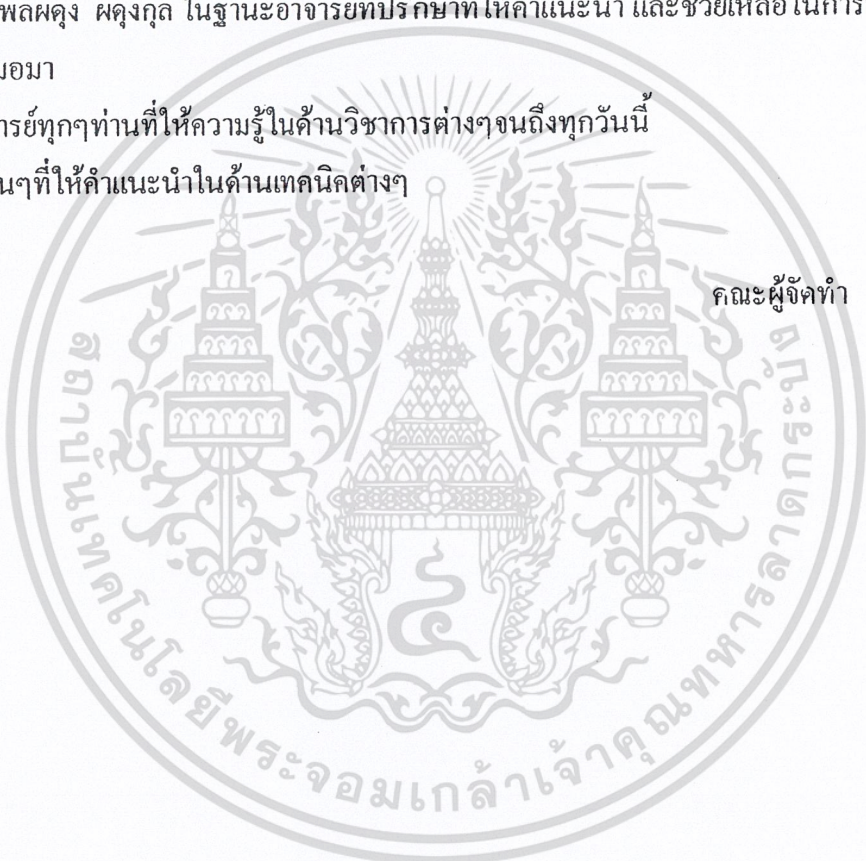 พลผดุง ผดุงกุล ในฐานะอาจารย์ที่ปรึกษาที่ให้คำแนะนำ และช่วยเหลือในการ
มอมา
ารย์ทุกๆท่านที่ให้ความรู้ในด้านวิชาการต่างๆจนถึงทุกวันนี้
นๆที่ให้คำแนะนำในด้านเทคนิคต่างๆ
คณะผู้จัดทำ
สถาบันเทคโนโลยีพระจอมเกล้าเจ้าคุณทหารลาดกระบัง
๔